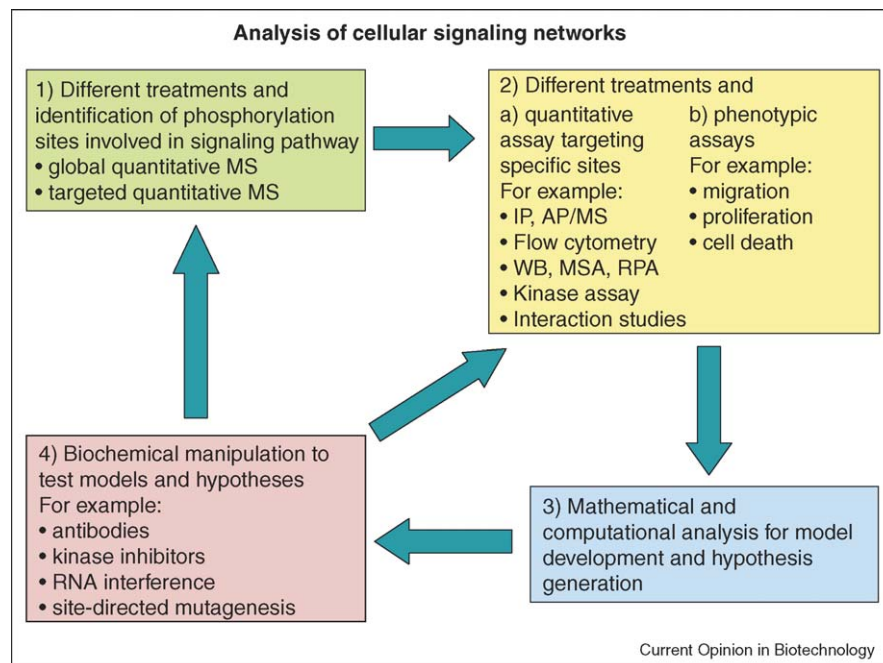 Analysis of cellular signaling networks
1) Different treatments and
identification of phosphorylation
sites involved in signaling pathway
• global quantitative MS
• targeted quantitative MS
2) Different treatments and
a) quantitative
assay targeting
specific sites
For example:
• IP, AP/MS
• Flow cytometry
• WB, MSA, RPA
• Kinase assay
• Interaction studies
b) phenotypic
assays
For example:
• migration
• proliferation
• cell death
3) Mathematical and
computational analysis for model
development and hypothesis
generation
4) Biochemical manipulation to
test models and hypotheses
For example:
• antibodies
• kinase inhibitors
• RNA interference
• site-directed mutagenesis
Current Opinion in Biotechnology